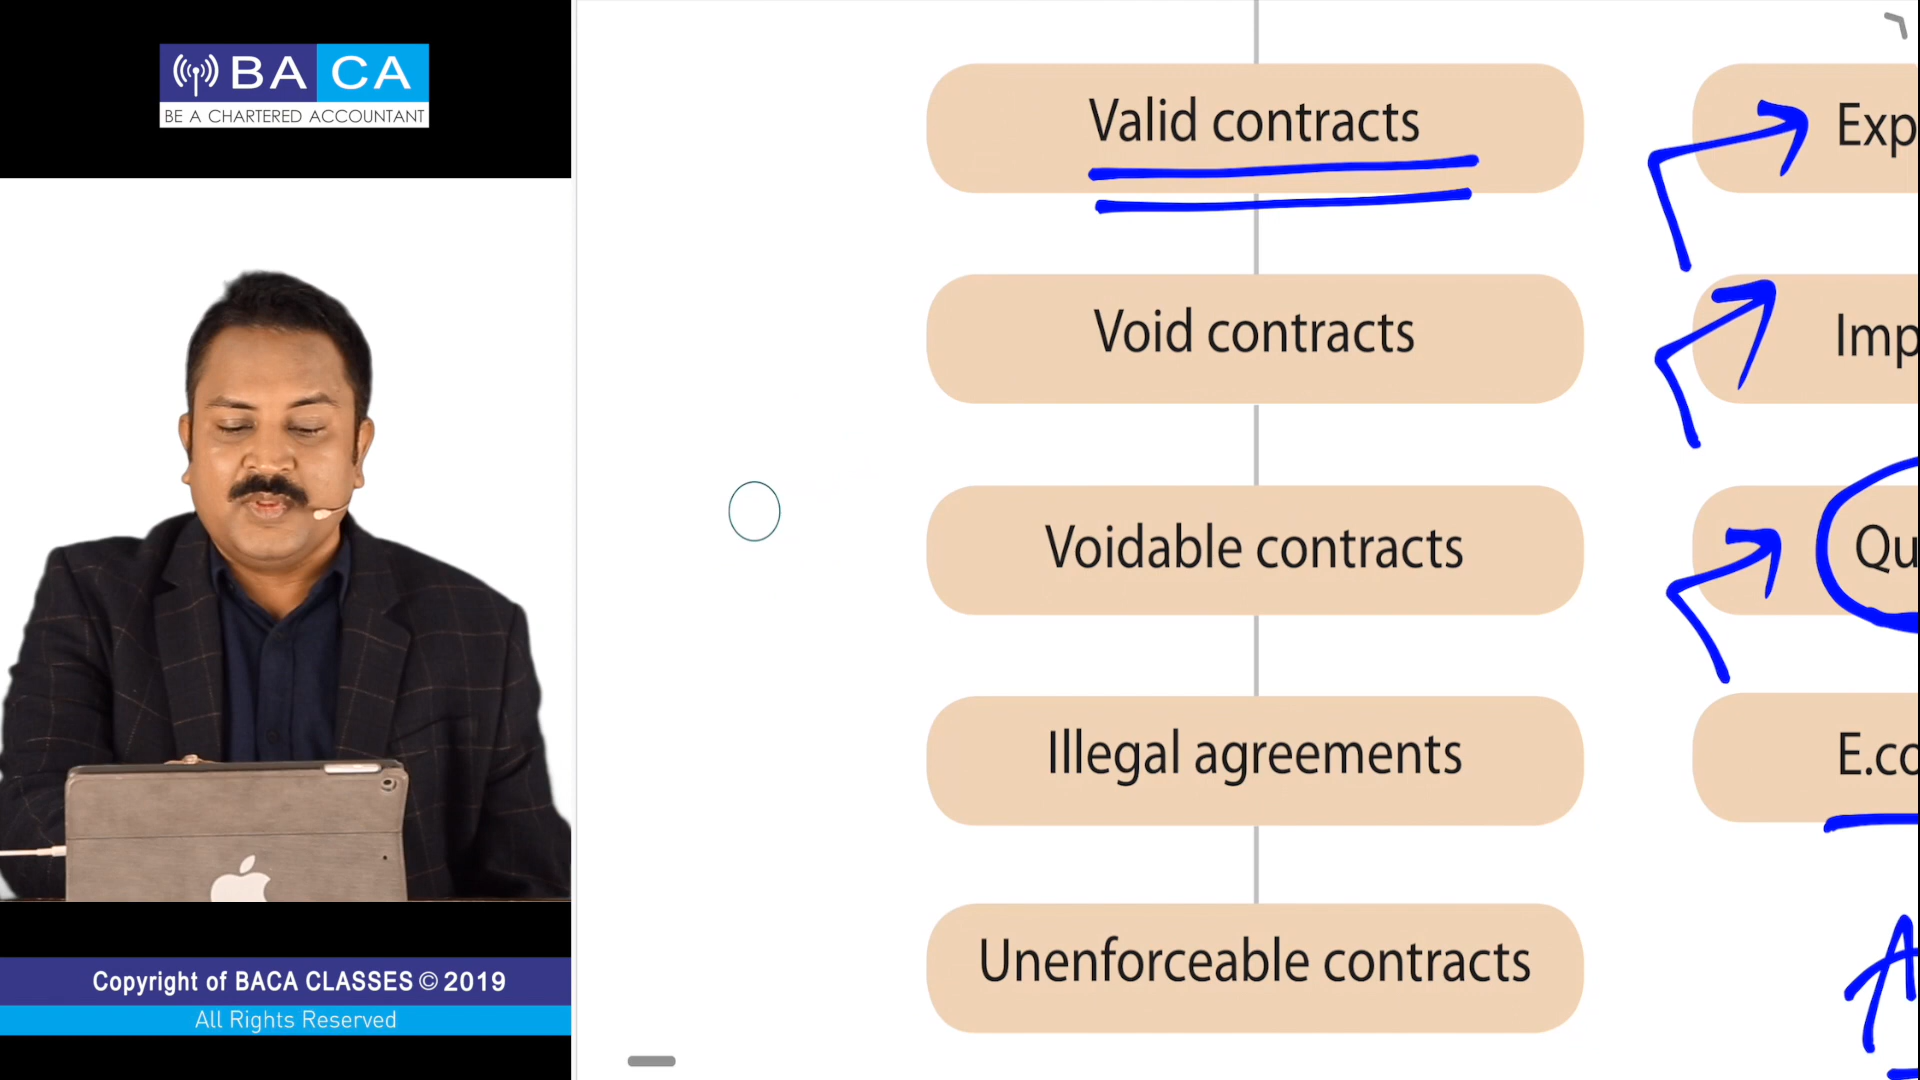 BA CA
BE A CHARTERED ACCOUNTANT
Valid contracts
Void contracts
Voidable contracts
Illegal agreements
Unenforceable contracts
Exp
Imp
Qu
E.co
A
Copyright of BACA CLASSES © 2019
All Rights Reserved